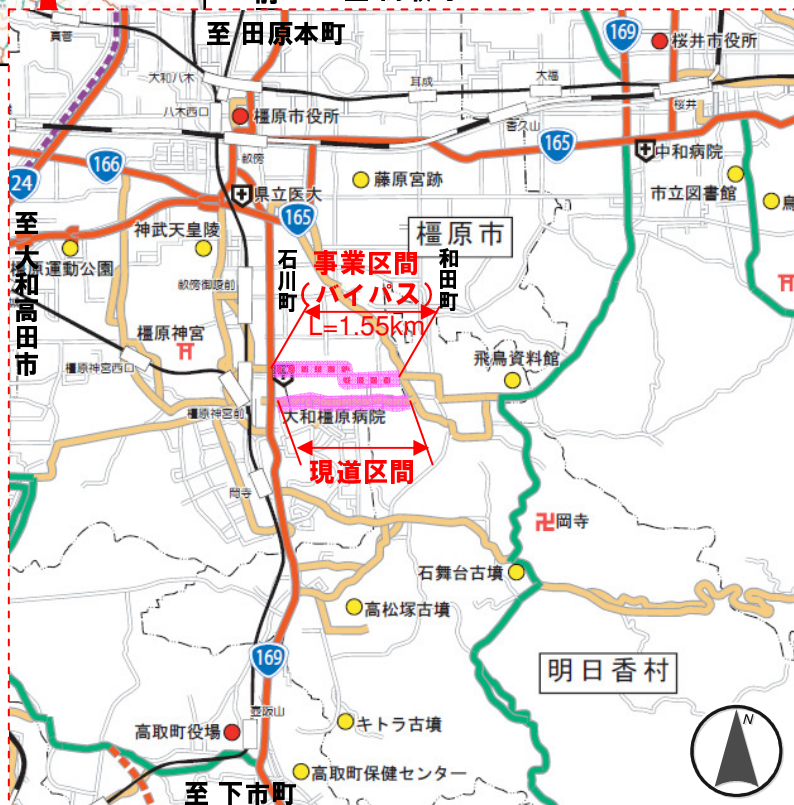 至 田原本町
169
桜井市役所
真菅
大和八木
耳成
大福
八木西口
橿原市役所
桜井
香久山
畝傍
165
中和病院
166
24
県立医大
藤原宮跡
市立図書館
165
至 大和高田市
神武天皇陵
橿原市
橿原運動公園
石川町
事業区間
(バイパス)
和田町
畝傍御陵前
L=1.55km
橿原神宮
飛鳥資料館
橿原神宮西口
橿原神宮前
大和橿原病院
現道区間
岡寺
卍岡寺
石舞台古墳
高松塚古墳
169
明日香村
壺阪山
高取町役場
キトラ古墳
N
高取町保健センター
至 下市町